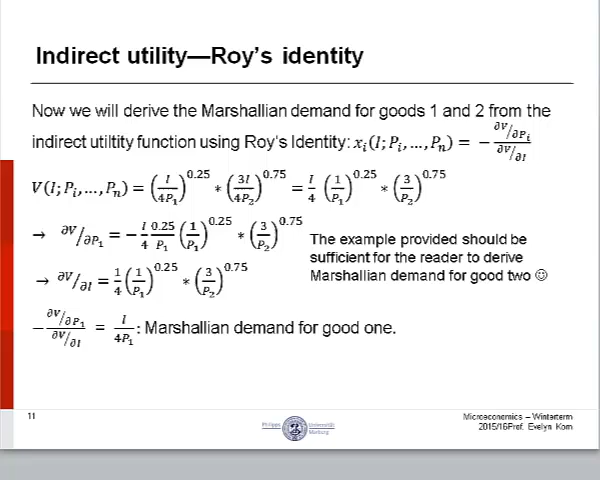 Indirect utility—Roy's identity
Now we will derive the Marshallian demand for goods 1 and 2 from the
indirect utiltity function using Roy's Identity: x_i(I; P_i, …, P_n) = − (∂V/∂P_i)/(∂V/∂I)
V(I; P_i, …, P_n) = (I/4P_1)^0.25 * (3I/4P_2)^0.75 = I/4 (1/P_1)^0.25 * (3/P_2)^0.75
→ ∂V/∂P_1 = − I/4 0.25/P_1 (1/P_1)^0.25 * (3/P_2)^0.75
→ ∂V/∂I = 1/4 (1/P_1)^0.25 * (3/P_2)^0.75
The example provided should be
sufficient for the reader to derive
Marshallian demand for good two ☺
− (∂V/∂P_1)/(∂V/∂I) = I/4P_1: Marshallian demand for good one.
11
Philipps
Universität
Marburg
Microeconomics – Winterterm
2015/16Prof. Evelyn Korn